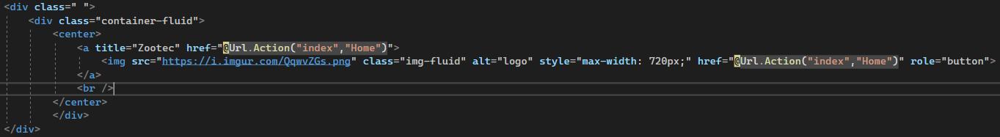 <div class=" ">
<div class="container-fluid">
<center>
<a title="Zootec" href="@Url.Action("index","Home")">
<img src="https://i.imgur.com/QqwvZGs.png" class="img-fluid" alt="logo" style="max-width: 720px;" href="@Url.Action("index","Home") role="button">
</a>
<br />
</center>
</div>
</div>